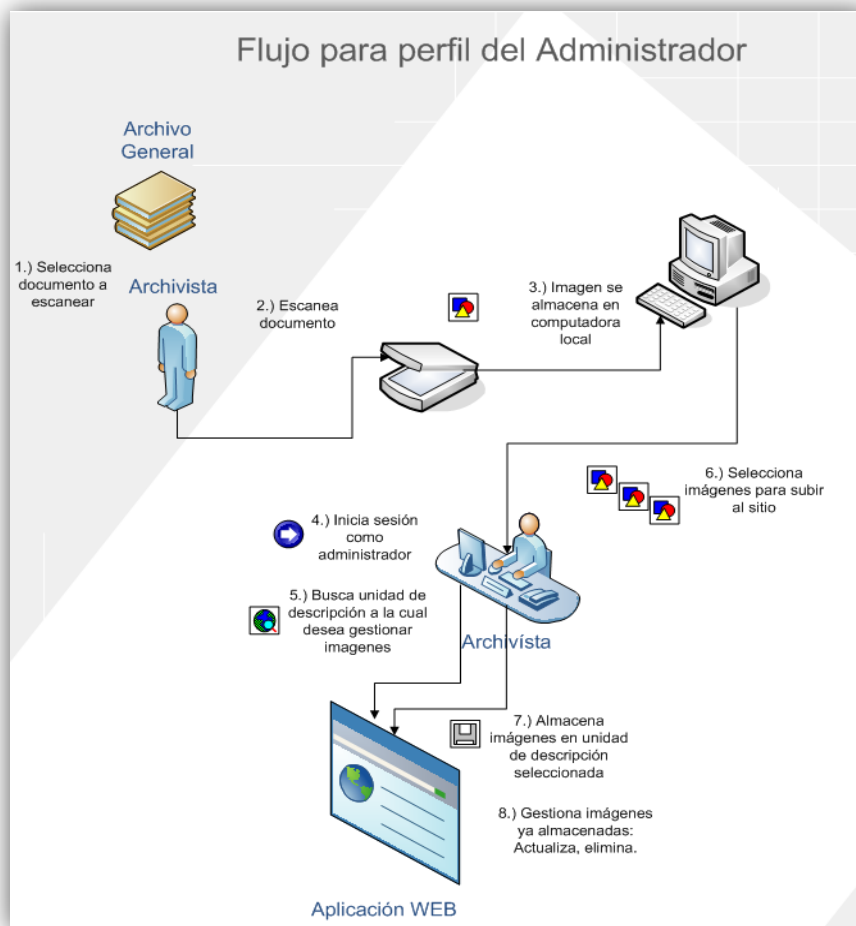 Flujo para perfil del Administrador
Archivo
General
1.) Selecciona
documento a
escanear
Archivista
2.) Escanea
documento
3.) Imagen se
almacena en
computadora
local
6.) Selecciona
imágenes para subir
al sitio
4.) Inicia sesión
como
administrador
5.) Busca unidad de
descripción a la cual
desea gestionar
imagenes
Archivísta
7.) Almacena
imágenes en unidad
de descripción
seleccionada
8.) Gestiona imágenes
ya almacenadas:
Actualiza, elimina.
Aplicación WEB